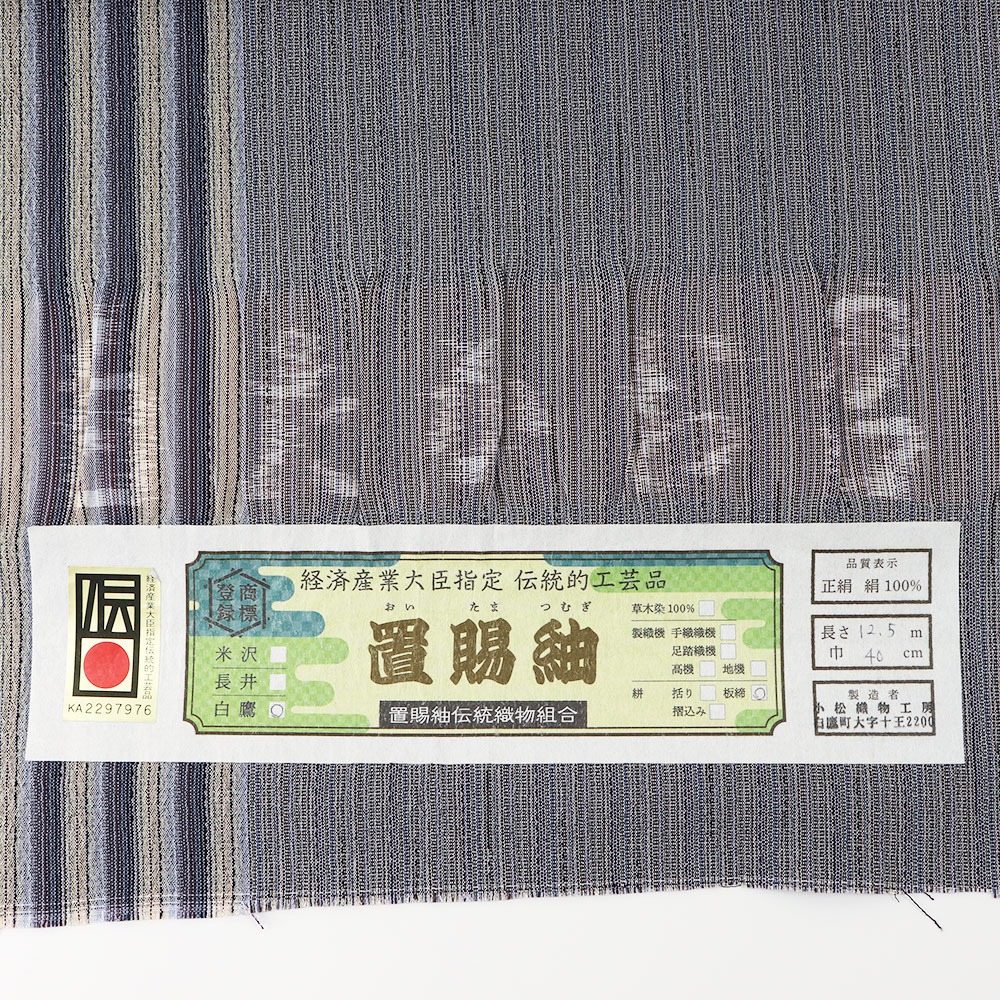 伝
経済産業大臣指定伝統的工芸品
KA2297976
商標
登録
経済産業大臣指定 伝統的工芸品
おい たま つむぎ
置賜紬
米沢
長井
白鷹
置賜紬伝統織物組合
草木染100%
製織機 手織織機
足踏織機
高機 地機
絣 括り 板締
摺込み
品質表示
正絹 絹100%
長さ 12.5 m
巾 40 cm
製造者
小松織物工房
白鷹町大字十王2200